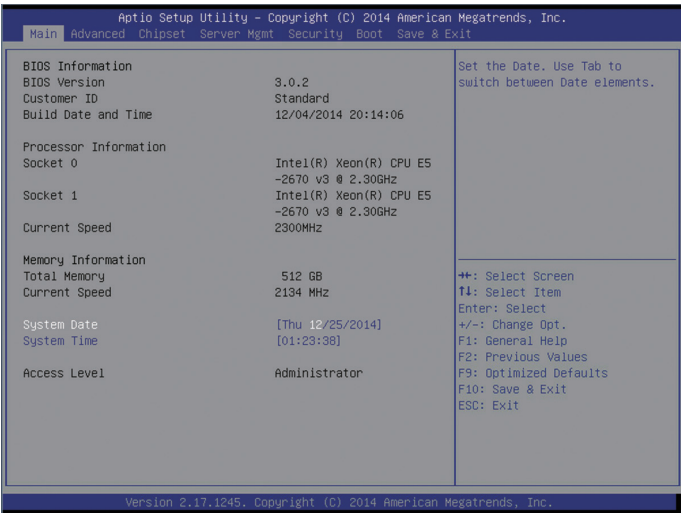 Aptio Setup Utility – Copyright (C) 2014 American Megatrends, Inc.
Main Advanced Chipset Server Mgmt Security Boot Save & Exit
BIOS Information
BIOS Version 3.0.2
Customer ID Standard
Build Date and Time 12/04/2014 20:14:06
Processor Information
Socket 0 Intel(R) Xeon(R) CPU E5
-2670 v3 @ 2.30GHz
Socket 1 Intel(R) Xeon(R) CPU E5
-2670 v3 @ 2.30GHz
Current Speed 2300MHz
Memory Information
Total Memory 512 GB
Current Speed 2134 MHz
System Date [Thu 12/25/2014]
System Time [01:23:38]
Access Level Administrator
Set the Date. Use Tab to
switch between Date elements.
→←: Select Screen
↑↓: Select Item
Enter: Select
+/-: Change Opt.
F1: General Help
F2: Previous Values
F9: Optimized Defaults
F10: Save & Exit
ESC: Exit
Version 2.17.1245. Copyright (C) 2014 American Megatrends, Inc.